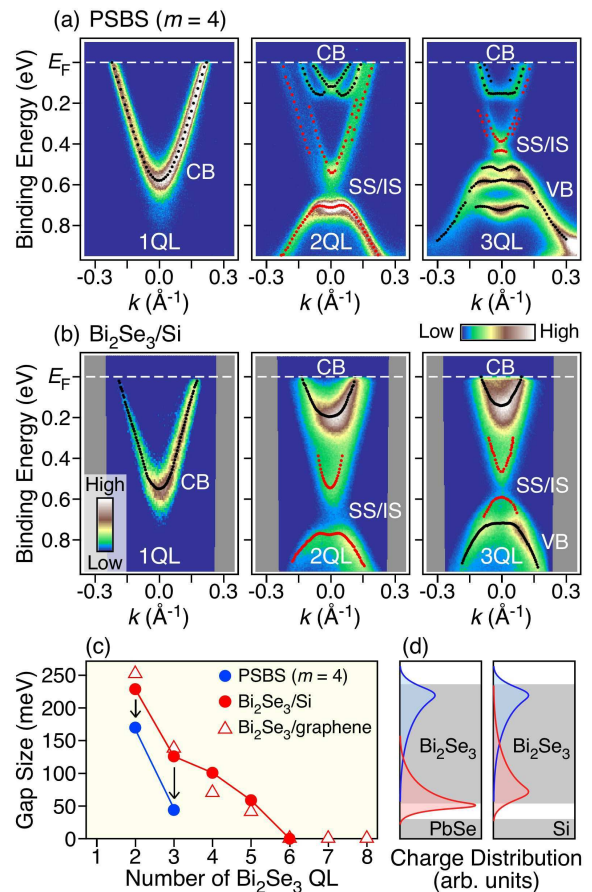 (a) PSBS (m = 4)
CB
CB
E_F
0.2
0.4
0.6
0.8
Binding Energy (eV)
CB
SS/IS
SS/IS
VB
1QL
2QL
3QL
-0.3 0.0 0.3
-0.3 0.0 0.3
-0.3 0.0 0.3
k (Å⁻¹)
k (Å⁻¹)
k (Å⁻¹)
(b) Bi₂Se₃/Si
Low High
CB
CB
E_F
0.2
0.4
0.6
0.8
Binding Energy (eV)
High
Low
CB
SS/IS
SS/IS
VB
1QL
2QL
3QL
-0.3 0.0 0.3
-0.3 0.0 0.3
-0.3 0.0 0.3
k (Å⁻¹)
k (Å⁻¹)
k (Å⁻¹)
(c)
250
200
150
100
50
0
Gap Size (meV)
PSBS (m = 4)
Bi₂Se₃/Si
Bi₂Se₃/graphene
1 2 3 4 5 6 7 8
Number of Bi₂Se₃ QL
(d)
Bi₂Se₃
Bi₂Se₃
PbSe
Si
Charge Distribution
(arb. units)